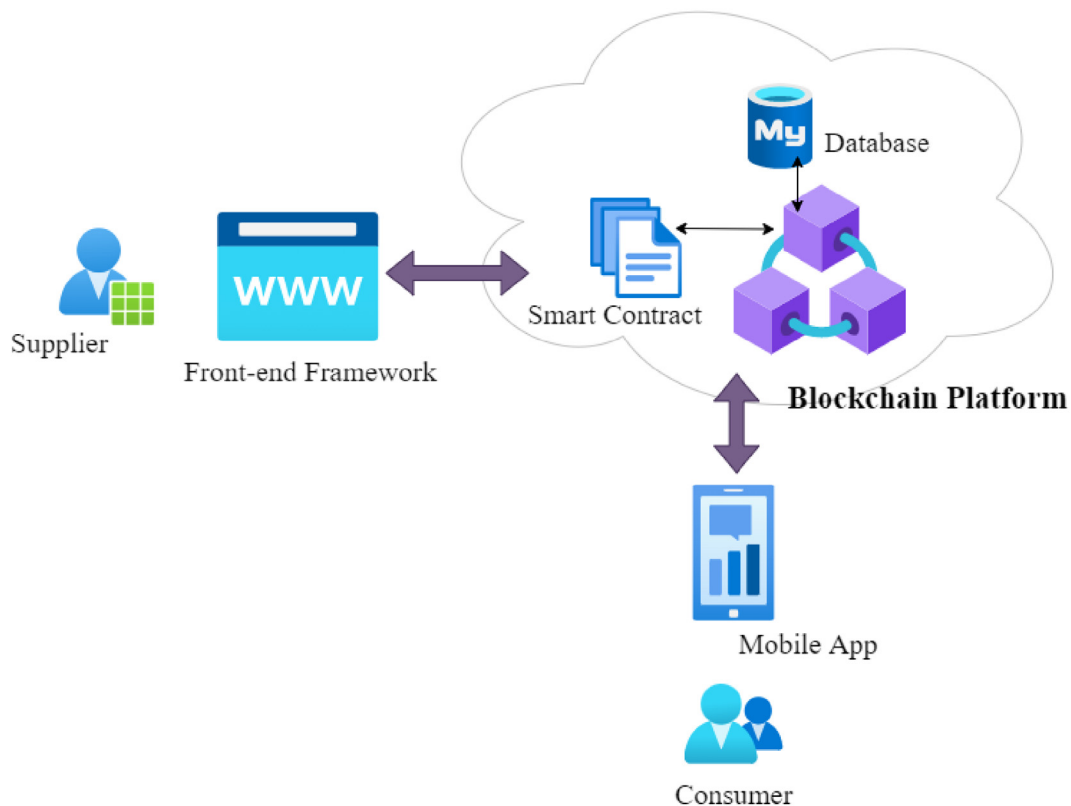 My
Database
Smart Contract
WWW
Supplier
Front-end Framework
Blockchain Platform
Mobile App
Consumer